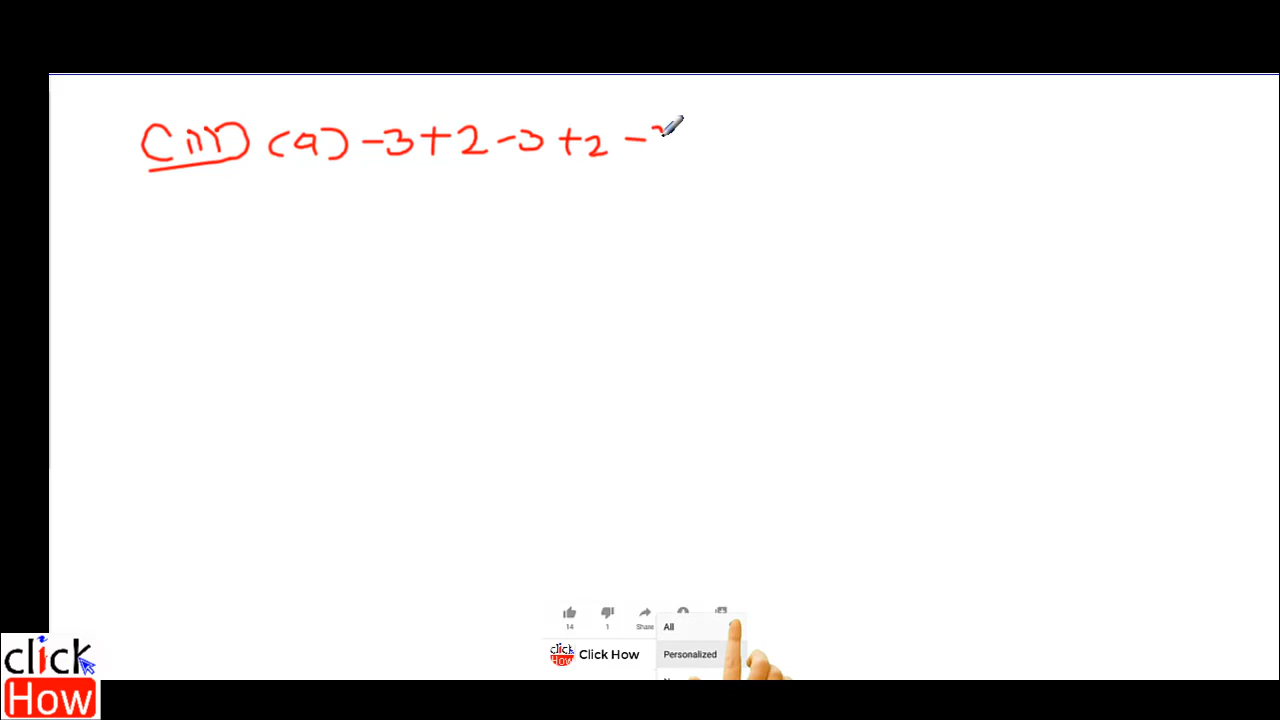 (iii) (a) -3+2-3+2-
14
1
Share
All
Click How
Personalized
click
How